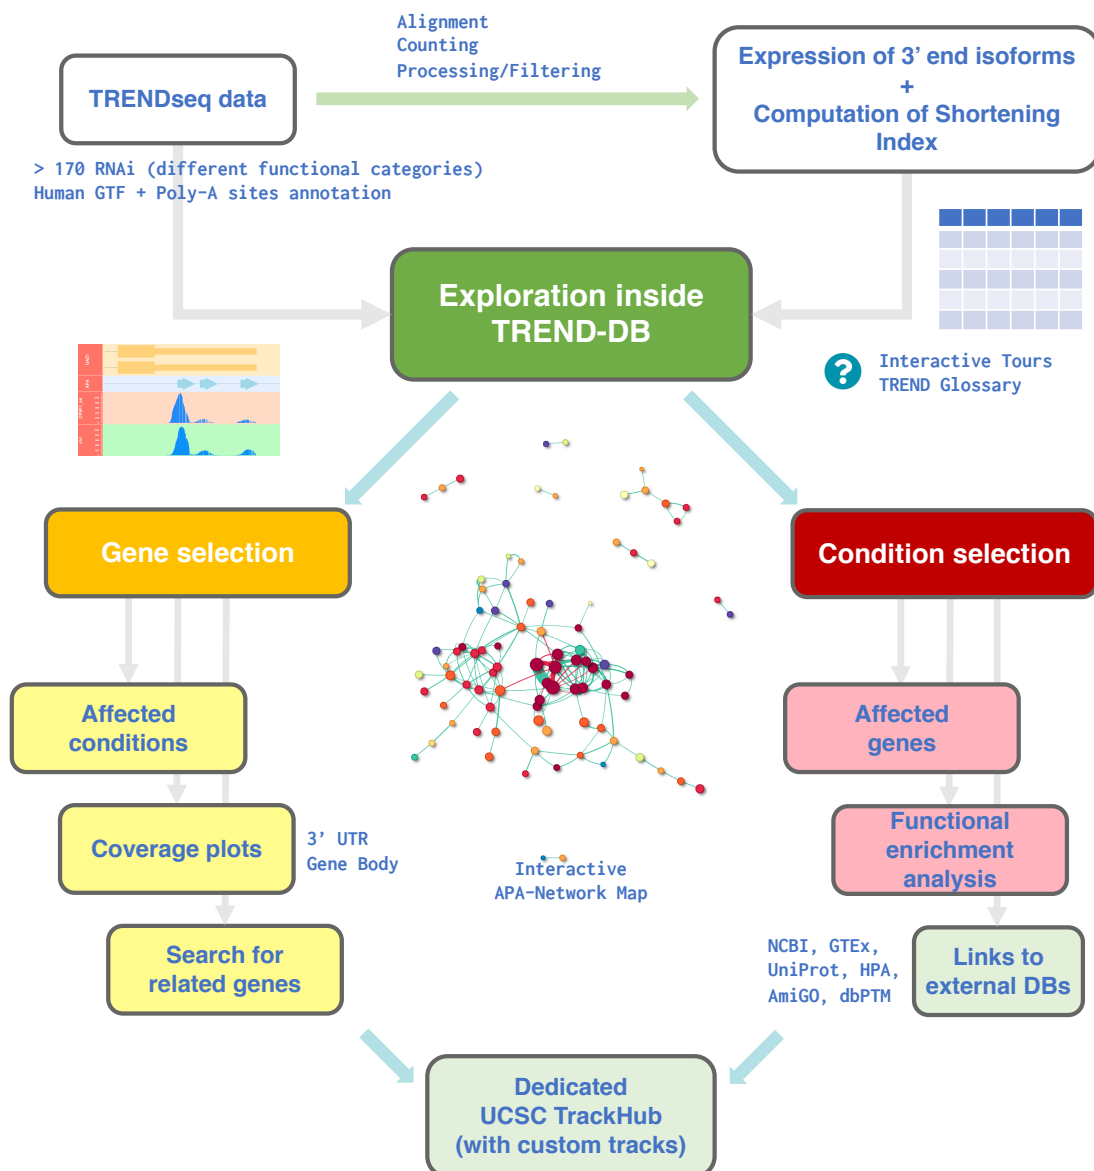 Alignment
Counting
Processing/Filtering
TRENDseq data
Expression of 3' end isoforms
+
Computation of Shortening
Index
> 170 RNAi (different functional categories)
Human GTF + Poly-A sites annotation
Exploration inside
TREND-DB
?
Interactive Tours
TREND Glossary
APA
Gene selection
Condition selection
Affected
conditions
Affected
genes
Coverage plots
3' UTR
Gene Body
Functional
enrichment
analysis
Interactive
APA-Network Map
Search for
related genes
NCBI, GTEx,
UniProt, HPA,
AmiGO, dbPTM
Links to
external DBs
Dedicated
UCSC TrackHub
(with custom tracks)